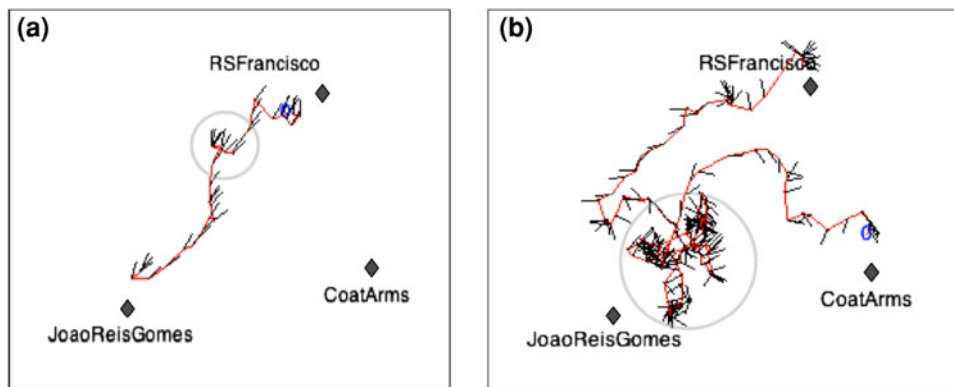 (a)
RSFrancisco
0
CoatArms
JoaoReisGomes
(b)
RSFrancisco
0
CoatArms
JoaoReisGomes